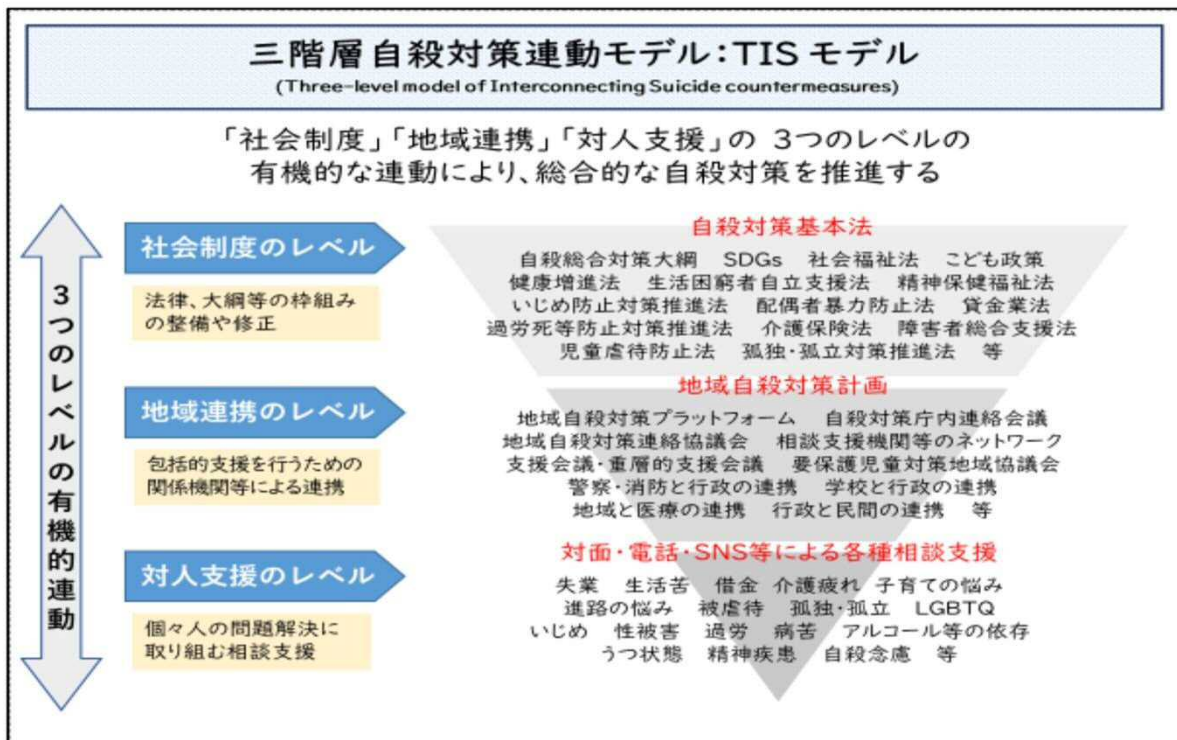 三階層自殺対策連動モデル:TISモデル
(Three-level model of Interconnecting Suicide countermeasures)
「社会制度」「地域連携」「対人支援」の 3つのレベルの
有機的な連動により、総合的な自殺対策を推進する
3つのレベルの有機的連動
社会制度のレベル
法律、大綱等の枠組み
の整備や修正
自殺対策基本法
自殺総合対策大綱 SDGs 社会福祉法 こども政策
健康増進法 生活困窮者自立支援法 精神保健福祉法
いじめ防止対策推進法 配偶者暴力防止法 貸金業法
過労死等防止対策推進法 介護保険法 障害者総合支援法
児童虐待防止法 孤独・孤立対策推進法 等
地域連携のレベル
包括的支援を行うための
関係機関等による連携
地域自殺対策計画
地域自殺対策プラットフォーム 自殺対策庁内連絡会議
地域自殺対策連絡協議会 相談支援機関等のネットワーク
支援会議・重層的支援会議 要保護児童対策地域協議会
警察・消防と行政の連携 学校と行政の連携
地域と医療の連携 行政と民間の連携 等
対人支援のレベル
個々人の問題解決に
取り組む相談支援
対面・電話・SNS等による各種相談支援
失業 生活苦 借金 介護疲れ 子育ての悩み
進路の悩み 被虐待 孤独・孤立 LGBTQ
いじめ 性被害 過労 病苦 アルコール等の依存
うつ状態 精神疾患 自殺念慮 等